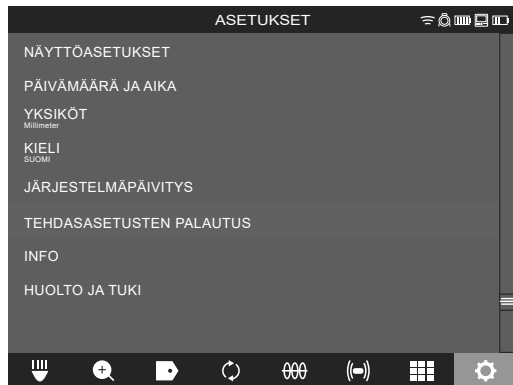 ASETUKSET
NÄYTTÖASETUKSET
PÄIVÄMÄÄRÄ JA AIKA
YKSIKÖT
Millimeter
KIELI
SUOMI
JÄRJESTELMÄPÄIVITYS
TEHDASASETUSTEN PALAUTUS
INFO
HUOLTO JA TUKI